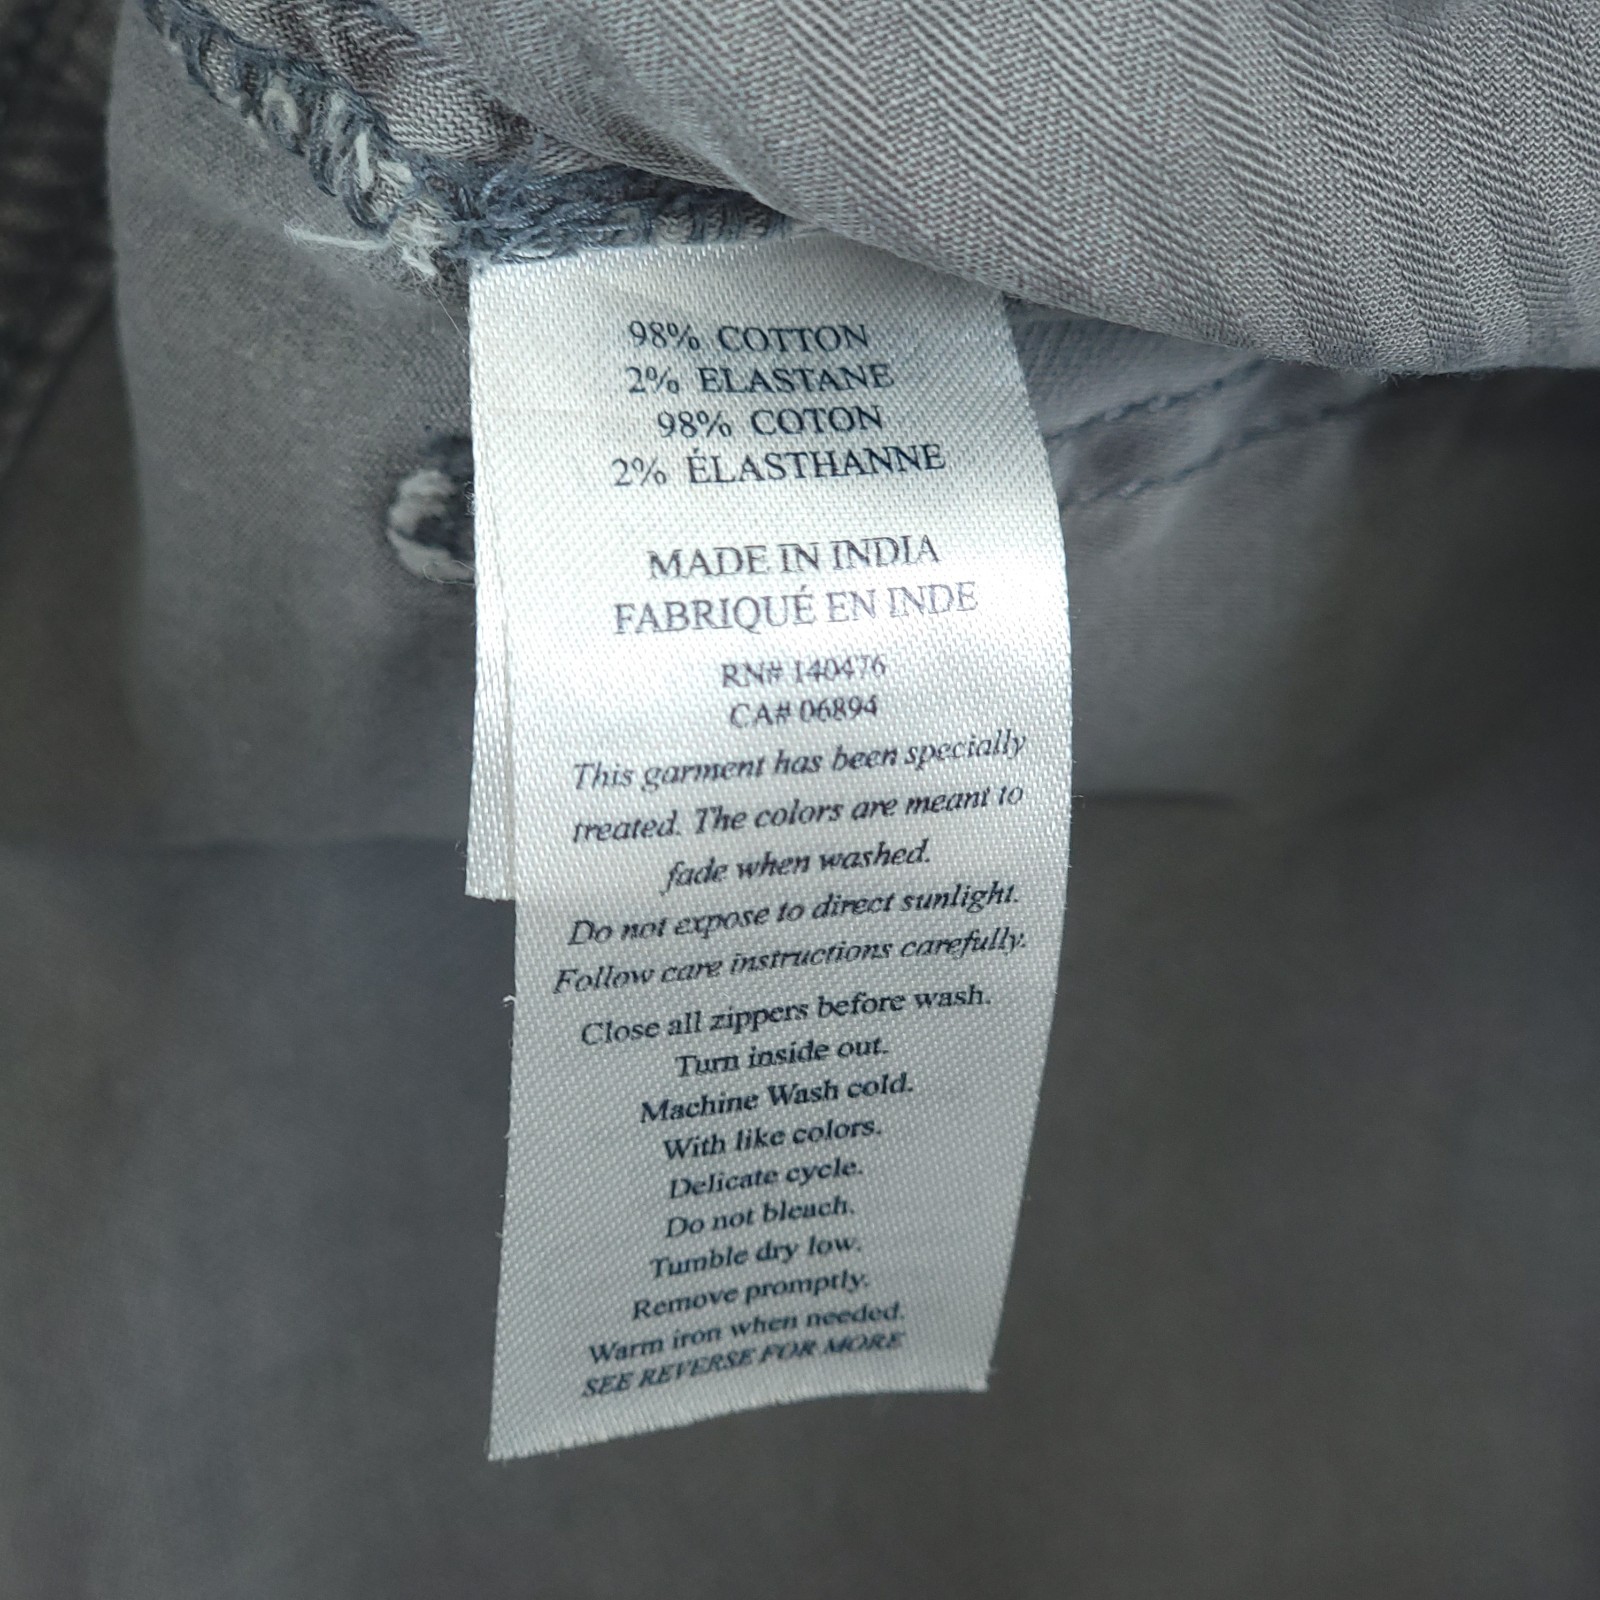 98% COTTON
2% ELASTANE
98% COTON
2% ÉLASTHANNE
MADE IN INDIA
FABRIQUÉ EN INDE
RN# 140476
CA# 06894
This garment has been specially
treated. The colors are meant to
fade when washed.
Do not expose to direct sunlight.
Follow care instructions carefully.
Close all zippers before wash.
Turn inside out.
Machine Wash cold.
With like colors.
Delicate cycle.
Do not bleach.
Tumble dry low.
Remove promptly.
Warm iron when needed.
SEE REVERSE FOR MORE